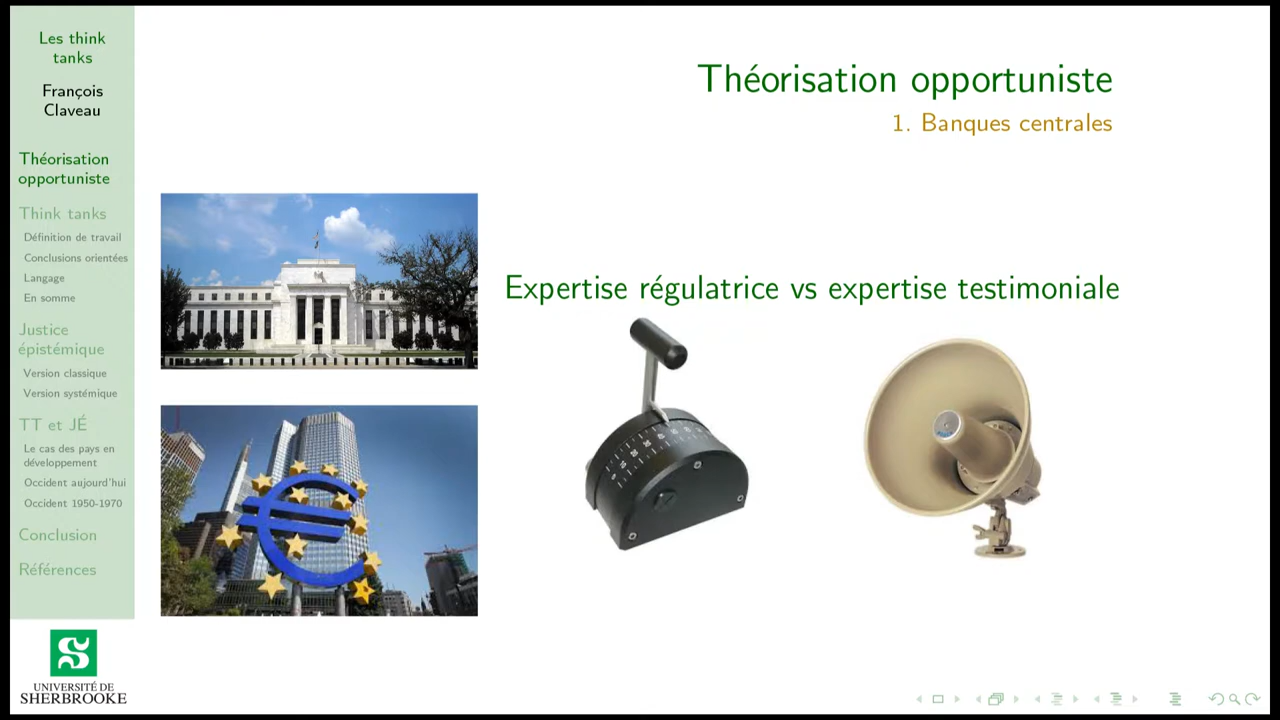 Les think
tanks
François
Claveau
Théorisation
opportuniste
Think tanks
Définition de travail
Conclusions orientées
Langage
En somme
Justice
épistémique
Version classique
Version systémique
TT et JÉ
Le cas des pays en
développement
Occident aujourd'hui
Occident 1950-1970
Conclusion
Références
UNIVERSITÉ DE
SHERBROOKE
Théorisation opportuniste
1. Banques centrales
Expertise régulatrice vs expertise testimoniale